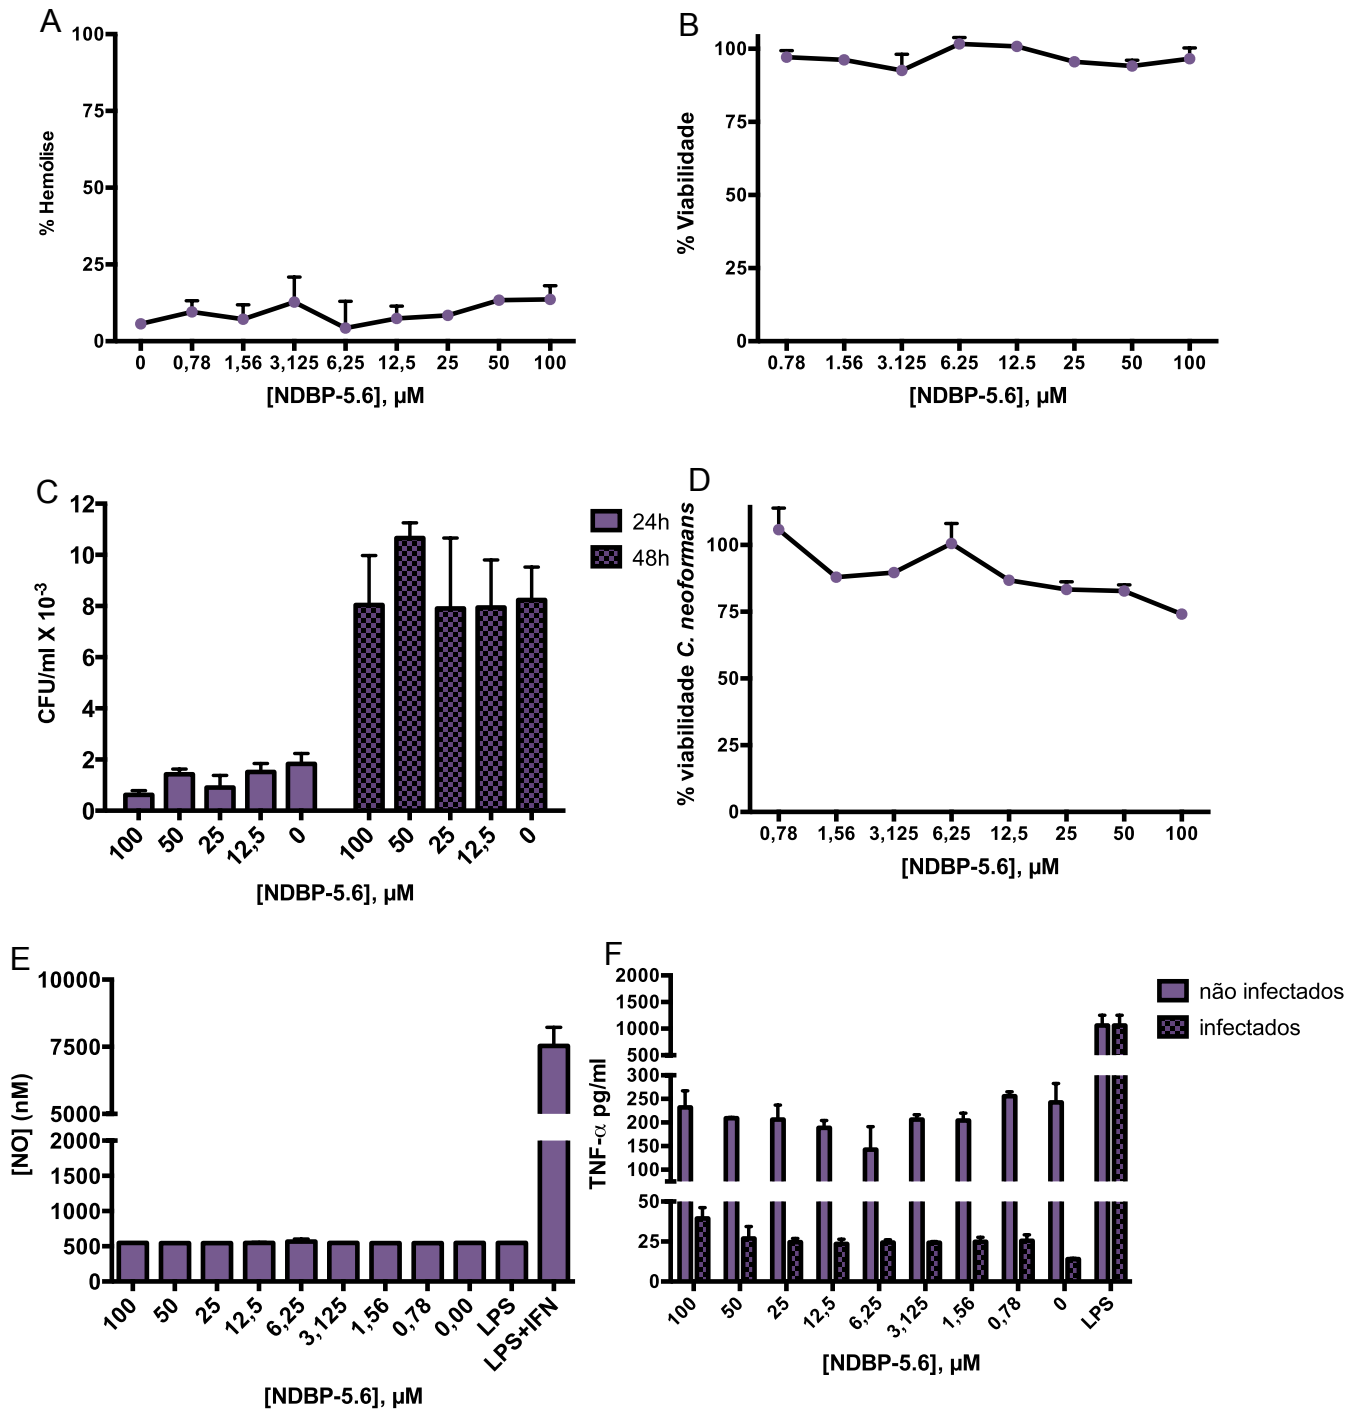 A
100
75
50
25
0
% Hemólise
0 0,78 1,56 3,125 6,25 12,5 25 50 100
[NDBP-5.6], µM
B
100
75
50
25
0
% Viabilidade
0.78 1.56 3.125 6.25 12.5 25 50 100
[NDBP-5.6], µM
C
12
10
8
6
4
2
0
CFU/ml X 10-3
100 50 25 12,5 0 100 50 25 12,5 0
[NDBP-5.6], µM
24h
48h
D
100
75
50
25
0
% viabilidade C. neoformans
0,78 1,56 3,125 6,25 12,5 25 50 100
[NDBP-5.6], µM
E
10000
7500
5000
2000
1500
1000
500
0
[NO] (nM)
100 50 25 12,5 6,25 3,125 1,56 0,78 0,00 LPS LPS+IFN
[NDBP-5.6], µM
F
2000
1500
1000
500
300
250
200
150
100
50
25
0
TNF-α pg/ml
100 50 25 12,5 6,25 3,125 1,56 0,78 0 LPS
[NDBP-5.6], µM
não infectados
infectados